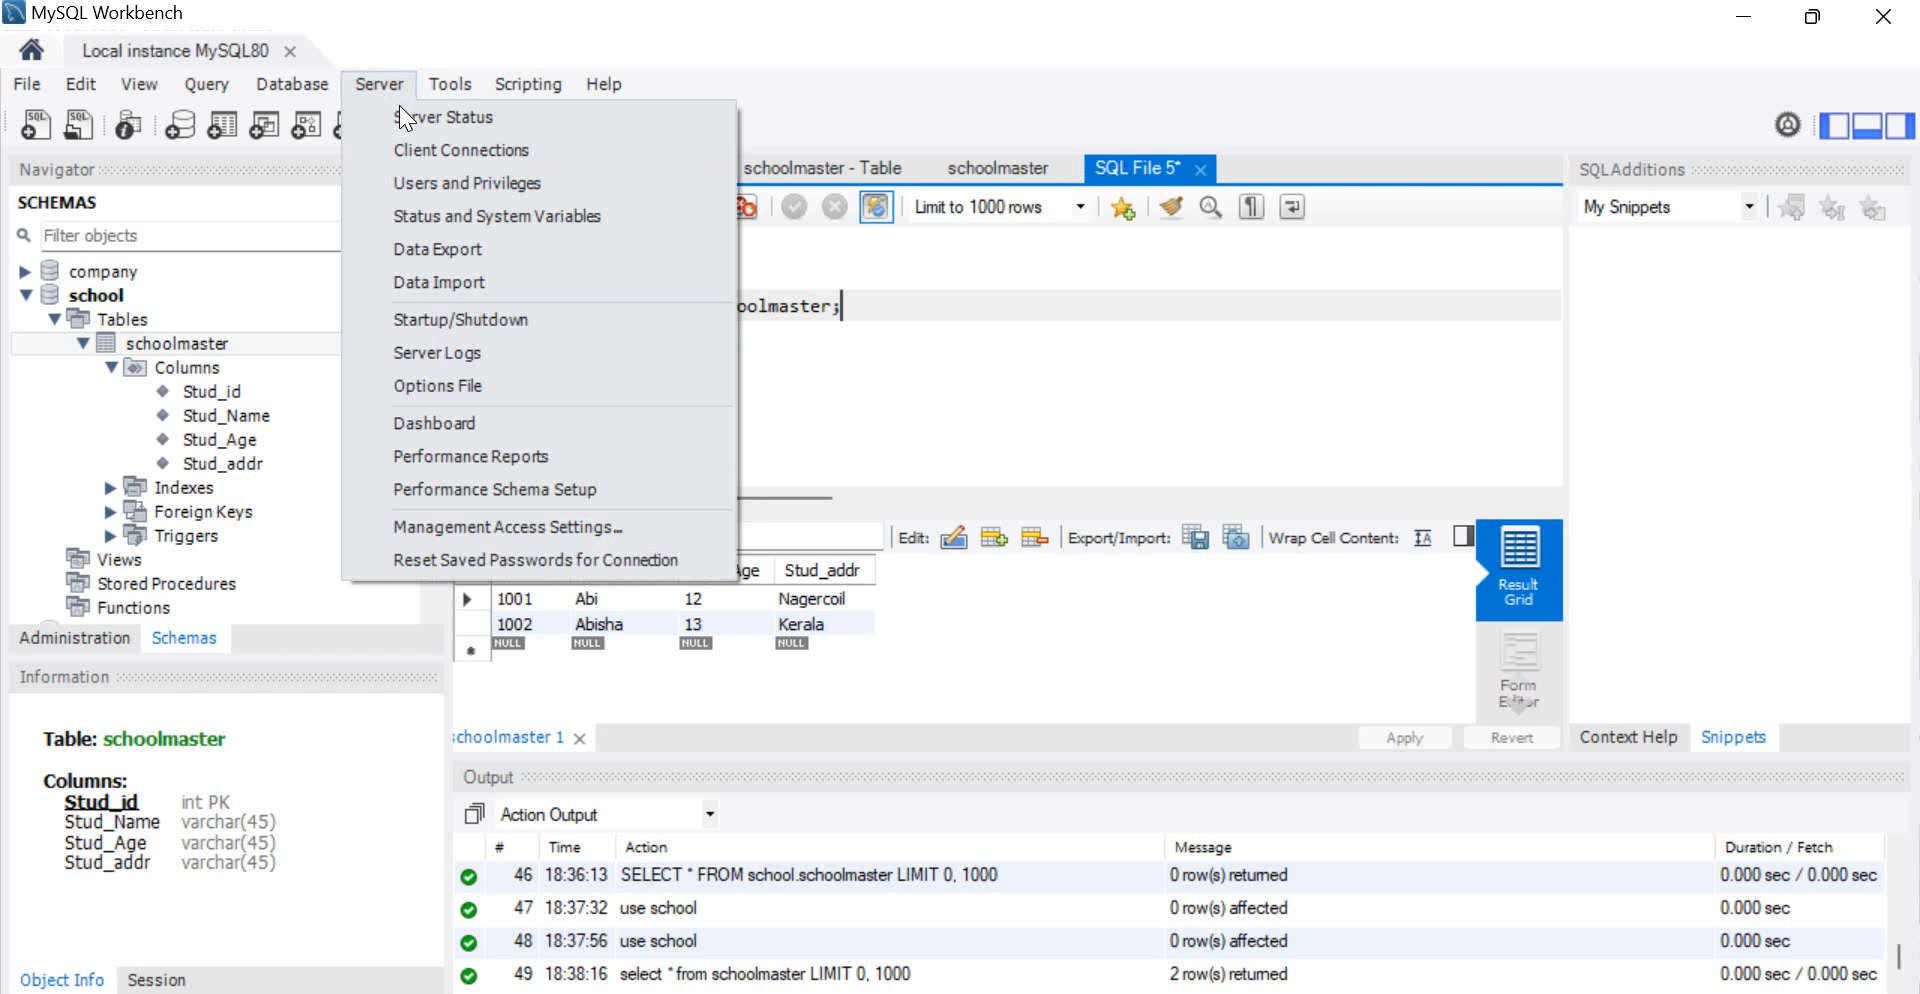 MySQL Workbench
Local instance MySQL80
File Edit View Query Database Server Tools Scripting Help
Server Status
Client Connections
Users and Privileges
Status and System Variables
Data Export
Data Import
Startup/Shutdown
Server Logs
Options File
Dashboard
Performance Reports
Performance Schema Setup
Management Access Settings...
Reset Saved Passwords for Connection
Navigator
SCHEMAS
Filter objects
company
school
Tables
schoolmaster
Columns
Stud_id
Stud_Name
Stud_Age
Stud_addr
Indexes
Foreign Keys
Triggers
Views
Stored Procedures
Functions
Administration Schemas
Information
Table: schoolmaster
Columns:
Stud_id int PK
Stud_Name varchar(45)
Stud_Age varchar(45)
Stud_addr varchar(45)
Object Info Session
schoolmaster - Table schoolmaster SQL File 5*
Limit to 1000 rows
oolmaster;
Edit: Export/Import: Wrap Cell Content:
Age Stud_addr
1001 Abi 12 Nagercoil
1002 Abisha 13 Kerala
NULL NULL NULL NULL
Result
Grid
Form
Editor
schoolmaster 1 Apply Revert
SQLAdditions
My Snippets
Context Help Snippets
Output
Action Output
# Time Action Message Duration / Fetch
46 18:36:13 SELECT * FROM school.schoolmaster LIMIT 0, 1000 0 row(s) returned 0.000 sec / 0.000 sec
47 18:37:32 use school 0 row(s) affected 0.000 sec
48 18:37:56 use school 0 row(s) affected 0.000 sec
49 18:38:16 select * from schoolmaster LIMIT 0, 1000 2 row(s) returned 0.000 sec / 0.000 sec